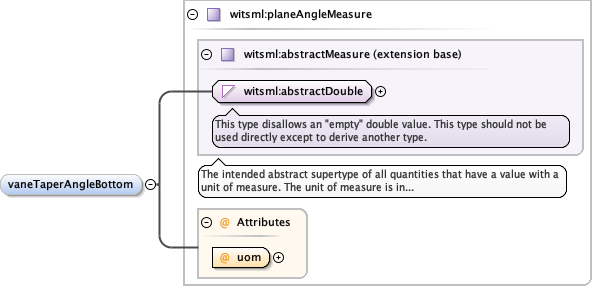 witsml:planeAngleMeasure
witsml:abstractMeasure (extension base)
witsml:abstractDouble
This type disallows an "empty" double value. This type should not be
used directly except to derive another type.
The intended abstract supertype of all quantities that have a value with a
unit of measure. The unit of measure is in...
vaneTaperAngleBottom
@ Attributes
@ uom